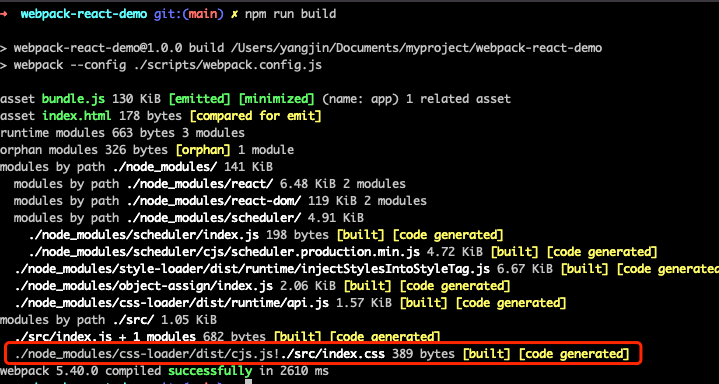 ➜ webpack-react-demo git:(main) ✗ npm run build
> webpack-react-demo@1.0.0 build /Users/yangjin/Documents/myproject/webpack-react-demo
> webpack --config ./scripts/webpack.config.js
asset bundle.js 130 KiB [emitted] [minimized] (name: app) 1 related asset
asset index.html 178 bytes [compared for emit]
runtime modules 663 bytes 3 modules
orphan modules 326 bytes [orphan] 1 module
modules by path ./node_modules/ 141 KiB
modules by path ./node_modules/react/ 6.48 KiB 2 modules
modules by path ./node_modules/react-dom/ 119 KiB 2 modules
modules by path ./node_modules/scheduler/ 4.91 KiB
./node_modules/scheduler/index.js 198 bytes [built] [code generated]
./node_modules/scheduler/cjs/scheduler.production.min.js 4.72 KiB [built] [code generated]
./node_modules/style-loader/dist/runtime/injectStylesIntoStyleTag.js 6.67 KiB [built] [code generated
./node_modules/object-assign/index.js 2.06 KiB [built] [code generated]
./node_modules/css-loader/dist/runtime/api.js 1.57 KiB [built] [code generated]
modules by path ./src/ 1.05 KiB
./src/index.js + 1 modules 682 bytes [built] [code generated]
./node_modules/css-loader/dist/cjs.js!./src/index.css 389 bytes [built] [code generated]
webpack 5.40.0 compiled successfully in 2610 ms